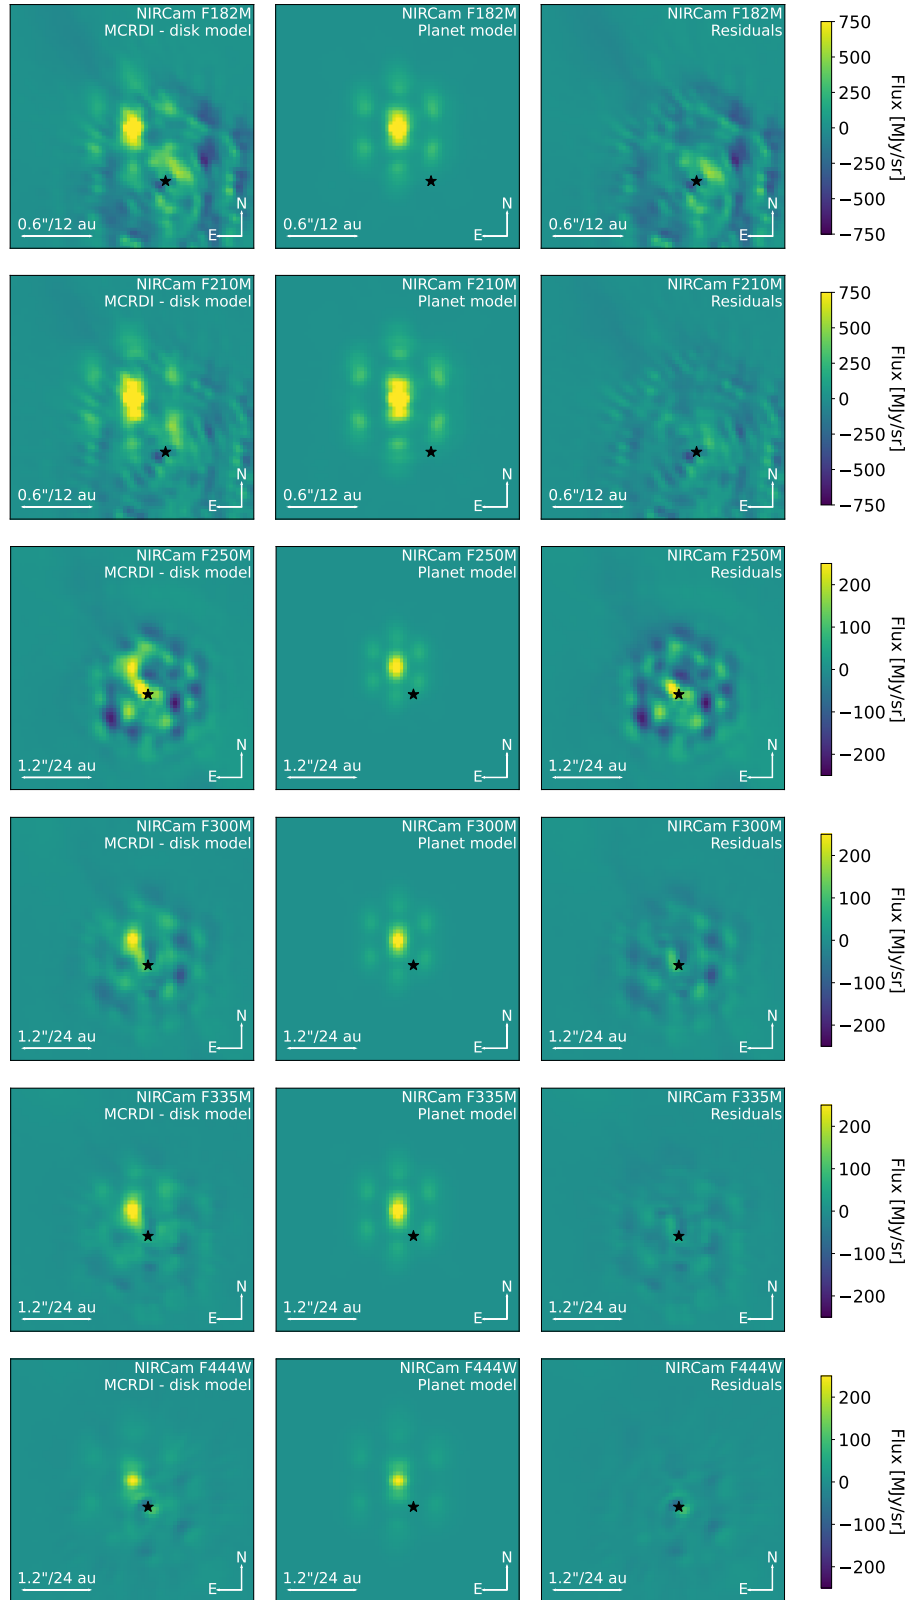 NIRCam F182M
MCRDI - disk model
0.6"/12 au
N
E
NIRCam F182M
Planet model
0.6"/12 au
N
E
NIRCam F182M
Residuals
0.6"/12 au
N
E
750
500
250
0
−250
−500
−750
Flux [MJy/sr]
NIRCam F210M
MCRDI - disk model
0.6"/12 au
N
E
NIRCam F210M
Planet model
0.6"/12 au
N
E
NIRCam F210M
Residuals
0.6"/12 au
N
E
750
500
250
0
−250
−500
−750
Flux [MJy/sr]
NIRCam F250M
MCRDI - disk model
1.2"/24 au
N
E
NIRCam F250M
Planet model
1.2"/24 au
N
E
NIRCam F250M
Residuals
1.2"/24 au
N
E
200
100
0
−100
−200
Flux [MJy/sr]
NIRCam F300M
MCRDI - disk model
1.2"/24 au
N
E
NIRCam F300M
Planet model
1.2"/24 au
N
E
NIRCam F300M
Residuals
1.2"/24 au
N
E
200
100
0
−100
−200
Flux [MJy/sr]
NIRCam F335M
MCRDI - disk model
1.2"/24 au
N
E
NIRCam F335M
Planet model
1.2"/24 au
N
E
NIRCam F335M
Residuals
1.2"/24 au
N
E
200
100
0
−100
−200
Flux [MJy/sr]
NIRCam F444W
MCRDI - disk model
1.2"/24 au
N
E
NIRCam F444W
Planet model
1.2"/24 au
N
E
NIRCam F444W
Residuals
1.2"/24 au
N
E
200
100
0
−100
−200
Flux [MJy/sr]